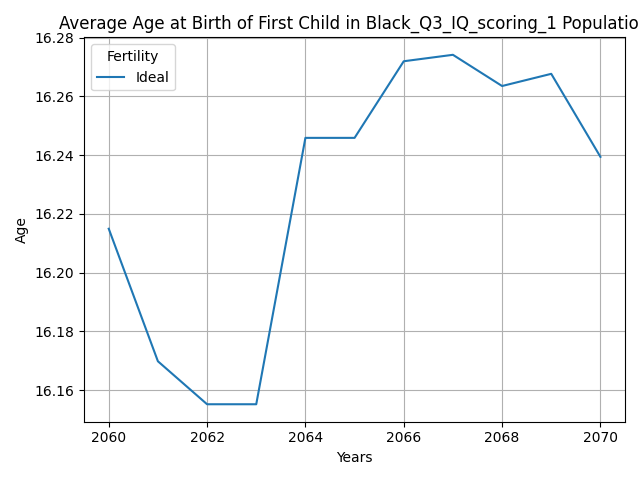 Average Age at Birth of First Child in Black_Q3_IQ_scoring_1 Populatio
16.28
16.26
16.24
16.22
16.20
16.18
16.16
Age
Fertility
Ideal
2060 2062 2064 2066 2068 2070
Years